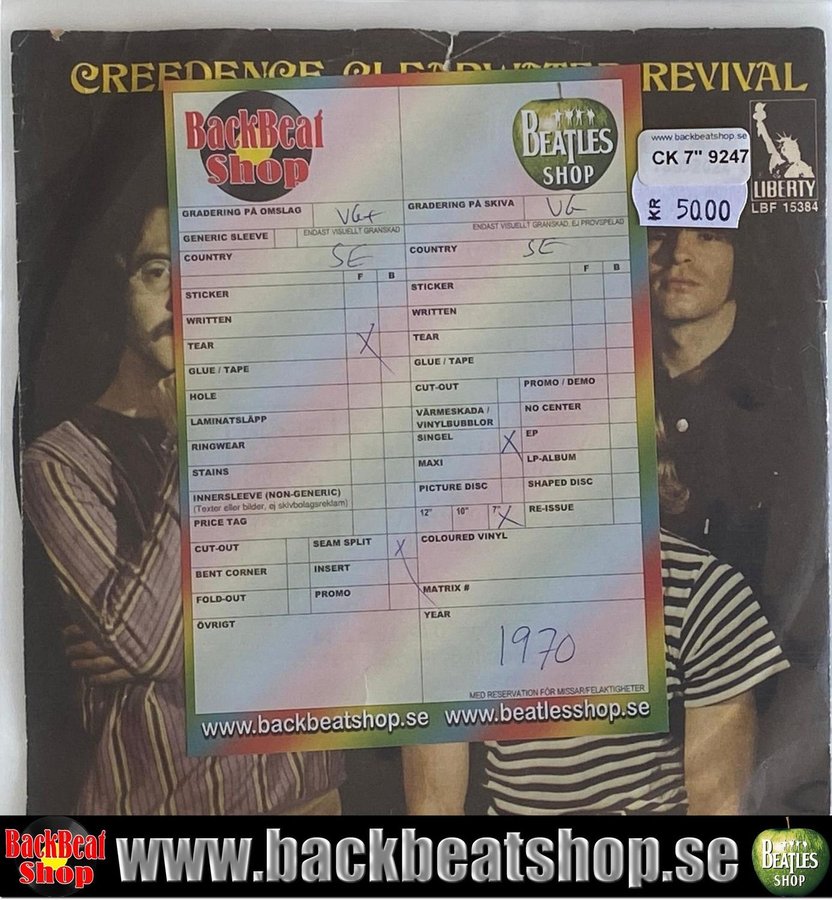 CREEDENCE CLEARWATER REVIVAL
BackBeat
Shop
BEATLES
SHOP
www.backbeatshop.se
CK 7" 9247
KR 50.00
LIBERTY
LBF 15384
GRADERING PÅ OMSLAG VG+
ENDAST VISUELLT GRANSKAD
GENERIC SLEEVE
COUNTRY SE
F B
STICKER
WRITTEN
TEAR X
GLUE / TAPE
HOLE
LAMINATSLÄPP
RINGWEAR
STAINS
INNERSLEEVE (NON-GENERIC)
(Texter eller bilder, ej skivbolagsreklam)
PRICE TAG
CUT-OUT SEAM SPLIT X
BENT CORNER INSERT
FOLD-OUT PROMO
ÖVRIGT
GRADERING PÅ SKIVA VG
ENDAST VISUELLT GRANSKAD, EJ PROVSPELAD
COUNTRY SE
F B
STICKER
WRITTEN
TEAR
GLUE / TAPE
CUT-OUT PROMO / DEMO
VÄRMESKADA / NO CENTER
VINYLBUBBLOR
SINGEL X EP
MAXI LP-ALBUM
PICTURE DISC SHAPED DISC
12" 10" 7" X RE-ISSUE
COLOURED VINYL
MATRIX #
YEAR
1970
MED RESERVATION FÖR MISSAR/FELAKTIGHETER
www.backbeatshop.se www.beatlesshop.se
BackBeat
Shop
www.backbeatshop.se
BEATLES
SHOP